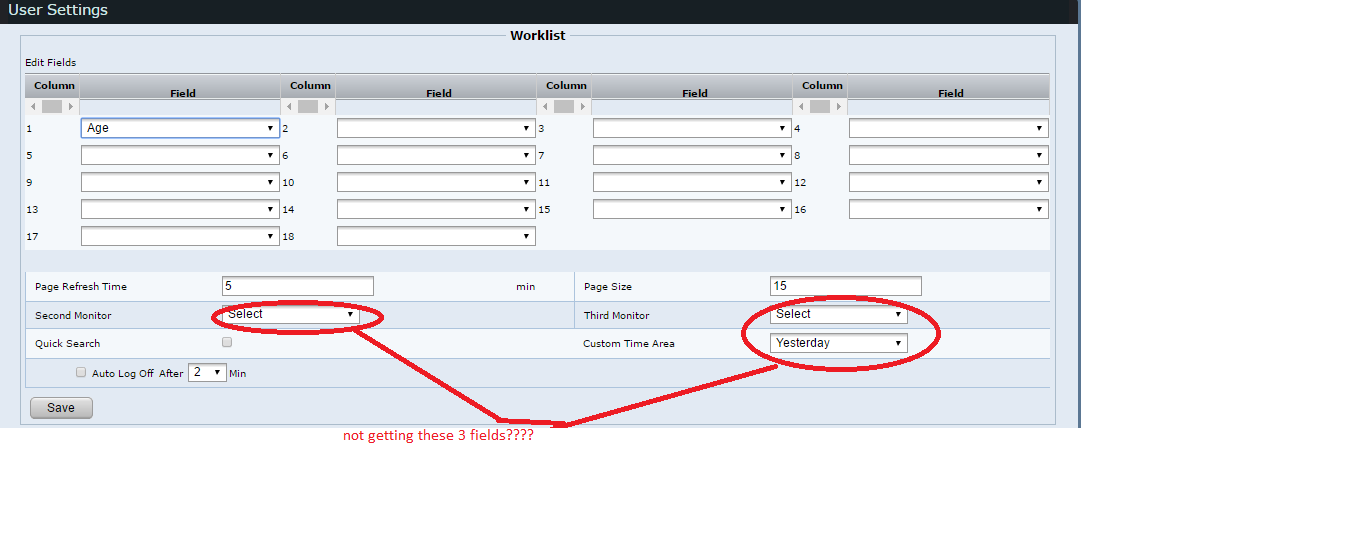 User Settings
Worklist
Edit Fields
Column Field Column Field Column Field Column Field
1 Age 2 3 4
5 6 7 8
9 10 11 12
13 14 15 16
17 18
Page Refresh Time 5 min Page Size 15
Second Monitor Select Third Monitor Select
Quick Search Custom Time Area Yesterday
Auto Log Off After 2 Min
Save
not getting these 3 fields????